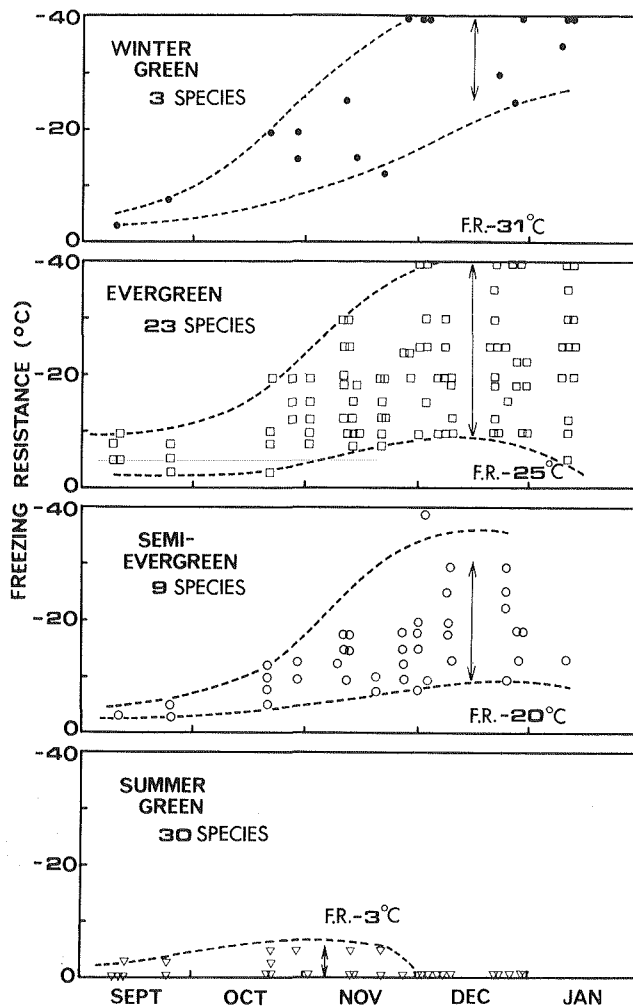 FREEZING RESISTANCE (°C)
-40
WINTER
GREEN
3 SPECIES
-20
F.R.-31°C
0
-40
EVERGREEN
23 SPECIES
-20
F.R.-25°C
0
-40
SEMI-
EVERGREEN
9 SPECIES
-20
F.R.-20°C
0
-40
SUMMER
GREEN
30 SPECIES
-20
F.R.-3°C
0
SEPT OCT NOV DEC JAN